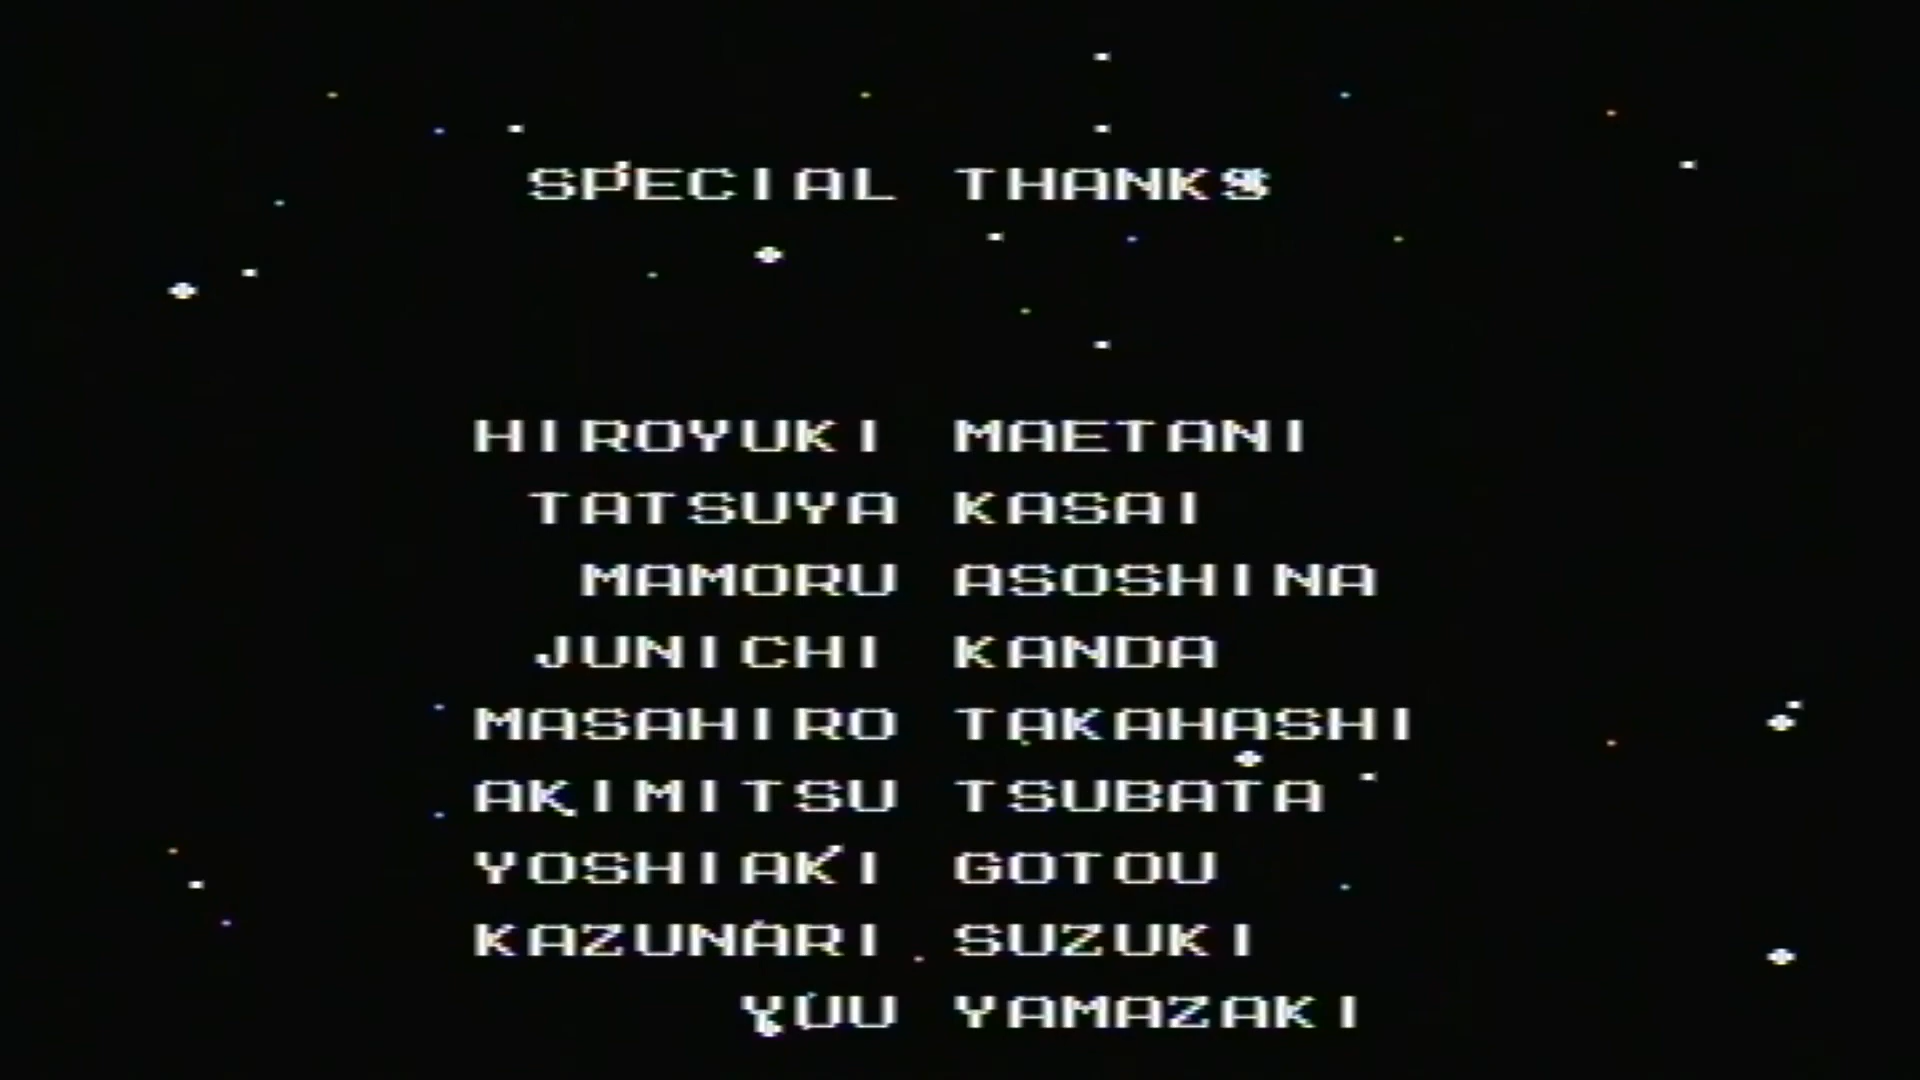 SPECIAL THANKS
HIROYUKI MAETANI
TATSUYA KASAI
MAMORU ASOSHINA
JUNICHI KANDA
MASAHIRO TAKAHASHI
AKIMITSU TSUBATA
YOSHIAKI GOTOU
KAZUNARI SUZUKI
YUU YAMAZAKI